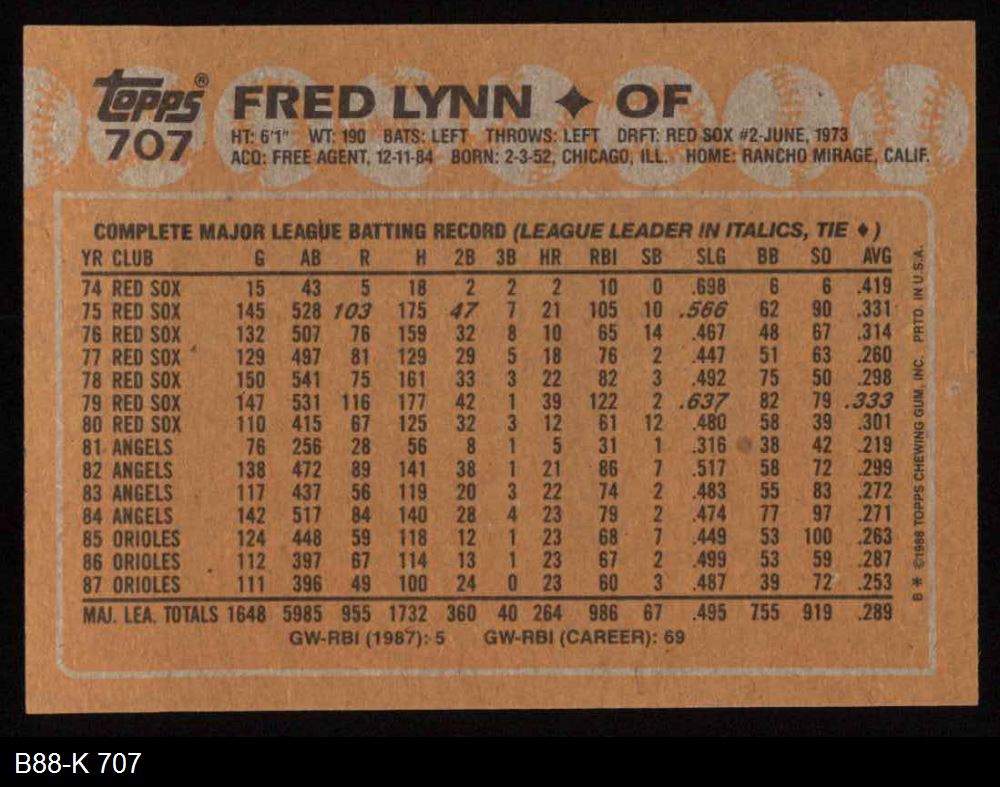 Topps® FRED LYNN ✦ OF
707 HT: 6'1" WT: 190 BATS: LEFT THROWS: LEFT DRFT: RED SOX #2-JUNE, 1973
ACQ: FREE AGENT, 12-11-84 BORN: 2-3-52, CHICAGO, ILL. HOME: RANCHO MIRAGE, CALIF.
COMPLETE MAJOR LEAGUE BATTING RECORD (LEAGUE LEADER IN ITALICS, TIE ♦)
YR CLUB G AB R H 2B 3B HR RBI SB SLG BB SO AVG
74 RED SOX 15 43 5 18 2 2 2 10 0 .698 6 6 .419
75 RED SOX 145 528 103 175 47 7 21 105 10 .566 62 90 .331
76 RED SOX 132 507 76 159 32 8 10 65 14 .467 48 67 .314
77 RED SOX 129 497 81 129 29 5 18 76 2 .447 51 63 .260
78 RED SOX 150 541 75 161 33 3 22 82 3 .492 75 50 .298
79 RED SOX 147 531 116 177 42 1 39 122 2 .637 82 79 .333
80 RED SOX 110 415 67 125 32 3 12 61 12 .480 58 39 .301
81 ANGELS 76 256 28 56 8 1 5 31 1 .316 38 42 .219
82 ANGELS 138 472 89 141 38 1 21 86 7 .517 58 72 .299
83 ANGELS 117 437 56 119 20 3 22 74 2 .483 55 83 .272
84 ANGELS 142 517 84 140 28 4 23 79 2 .474 77 97 .271
85 ORIOLES 124 448 59 118 12 1 23 68 7 .449 53 100 .263
86 ORIOLES 112 397 67 114 13 1 23 67 2 .499 53 59 .287
87 ORIOLES 111 396 49 100 24 0 23 60 3 .487 39 72 .253
MAJ. LEA. TOTALS 1648 5985 955 1732 360 40 264 986 67 .495 755 919 .289
GW-RBI (1987): 5 GW-RBI (CAREER): 69
B * ©1988 TOPPS CHEWING GUM, INC. PRTD. IN U.S.A.
B88-K 707